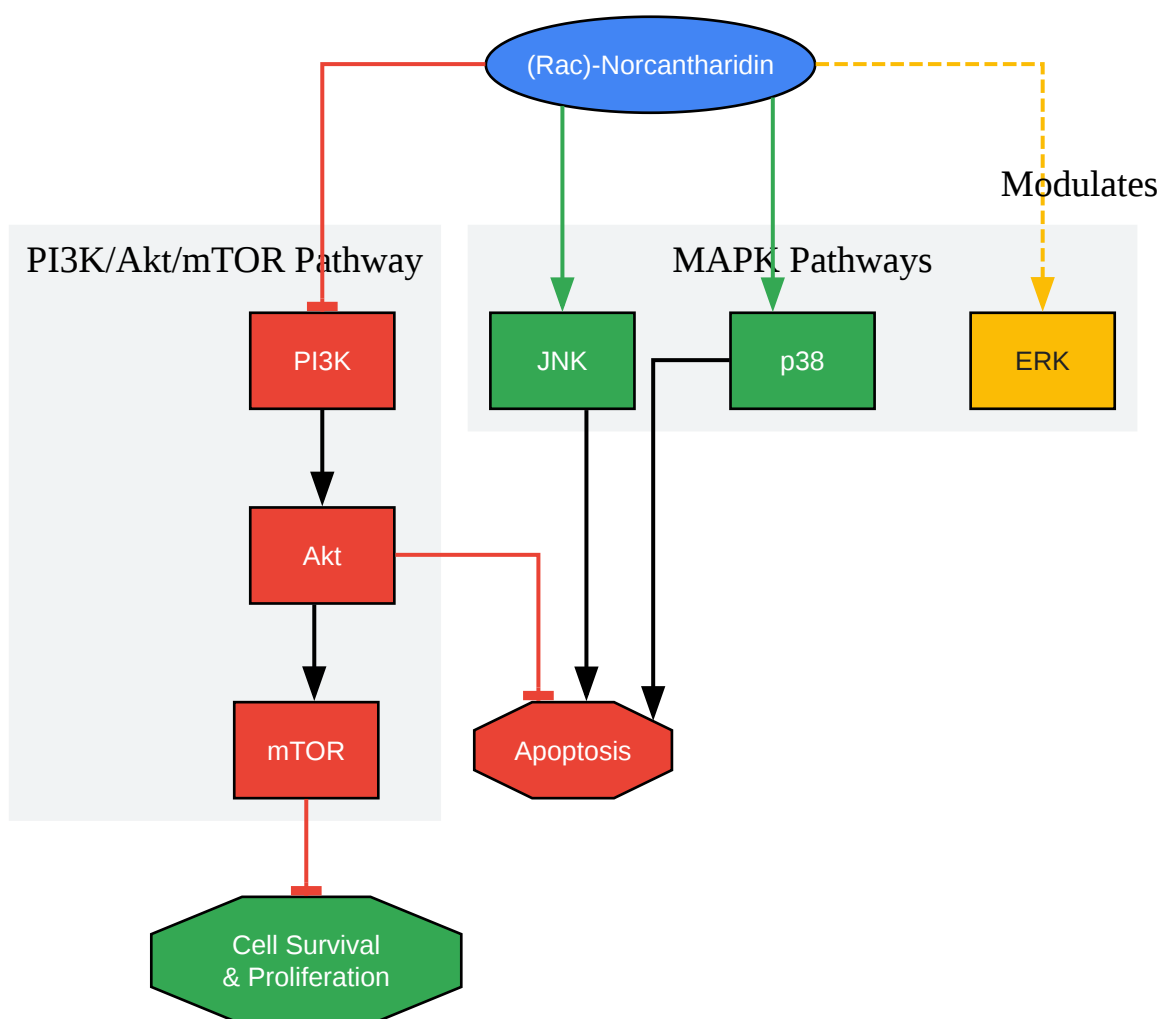 (Rac)-Norcantharidin
Modulates
PI3K/Akt/mTOR Pathway
MAPK Pathways
PI3K
JNK
p38
ERK
Akt
mTOR
Apoptosis
Cell Survival
& Proliferation